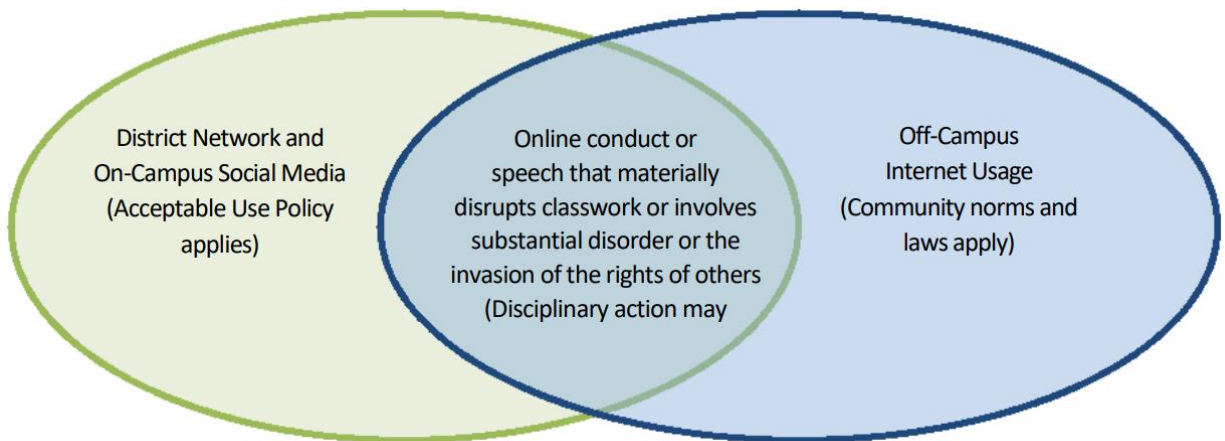 District Network and
On-Campus Social Media
(Acceptable Use Policy
applies)
Online conduct or
speech that materially
disrupts classwork or involves
substantial disorder or the
invasion of the rights of others
(Disciplinary action may
Off-Campus
Internet Usage
(Community norms and
laws apply)